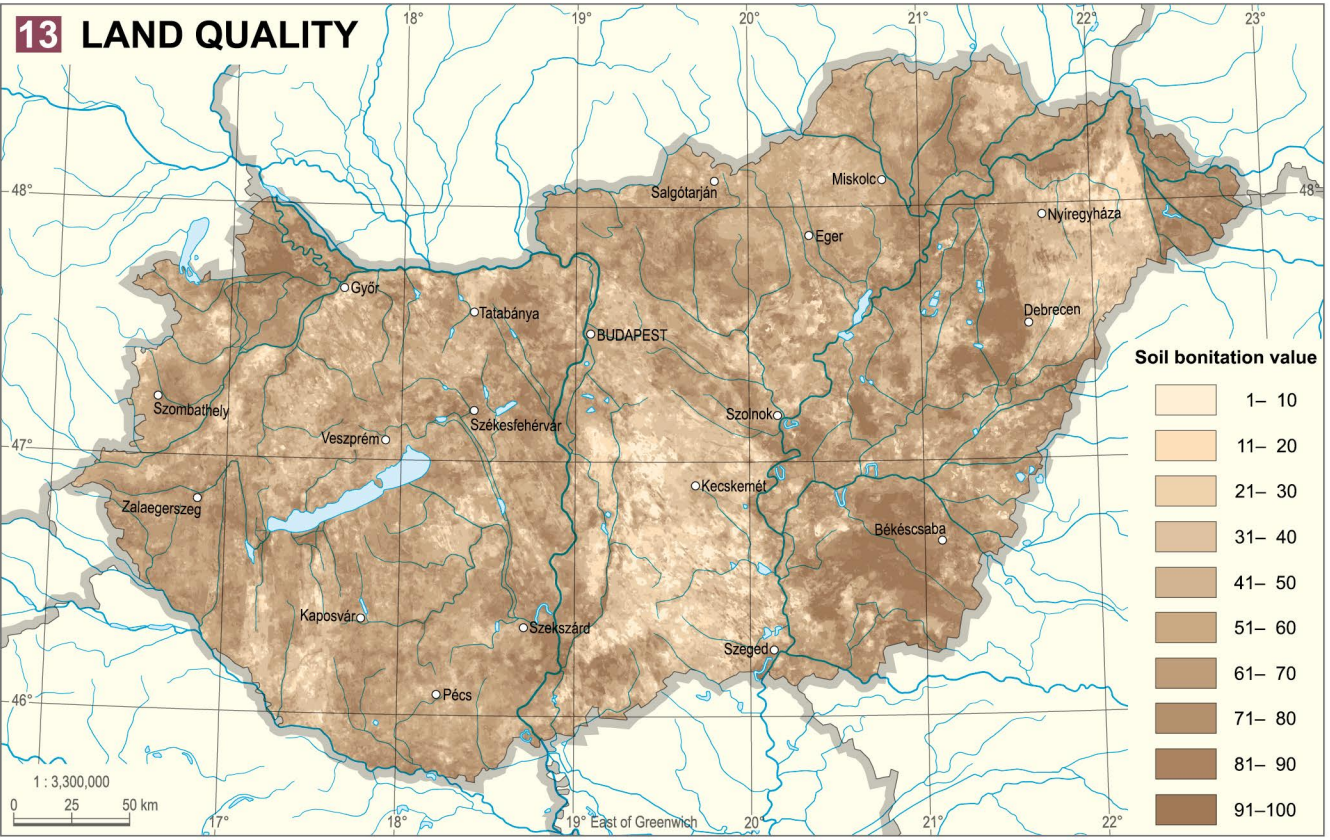 13 LAND QUALITY
18°
19°
20°
21°
22°
23°
48°
48°
Salgótarján
Miskolc
Nyíregyháza
Eger
Győr
Tatabánya
BUDAPEST
Debrecen
Szombathely
Székesfehérvár
Szolnok
Veszprém
47°
Kecskemét
Zalaegerszeg
Békéscsaba
Kaposvár
Szekszárd
Szeged
46°
Pécs
Soil bonitation value
1– 10
11– 20
21– 30
31– 40
41– 50
51– 60
61– 70
71– 80
81– 90
91–100
1 : 3,300,000
0 25 50 km
17°
18°
19° East of Greenwich
20°
21°
22°